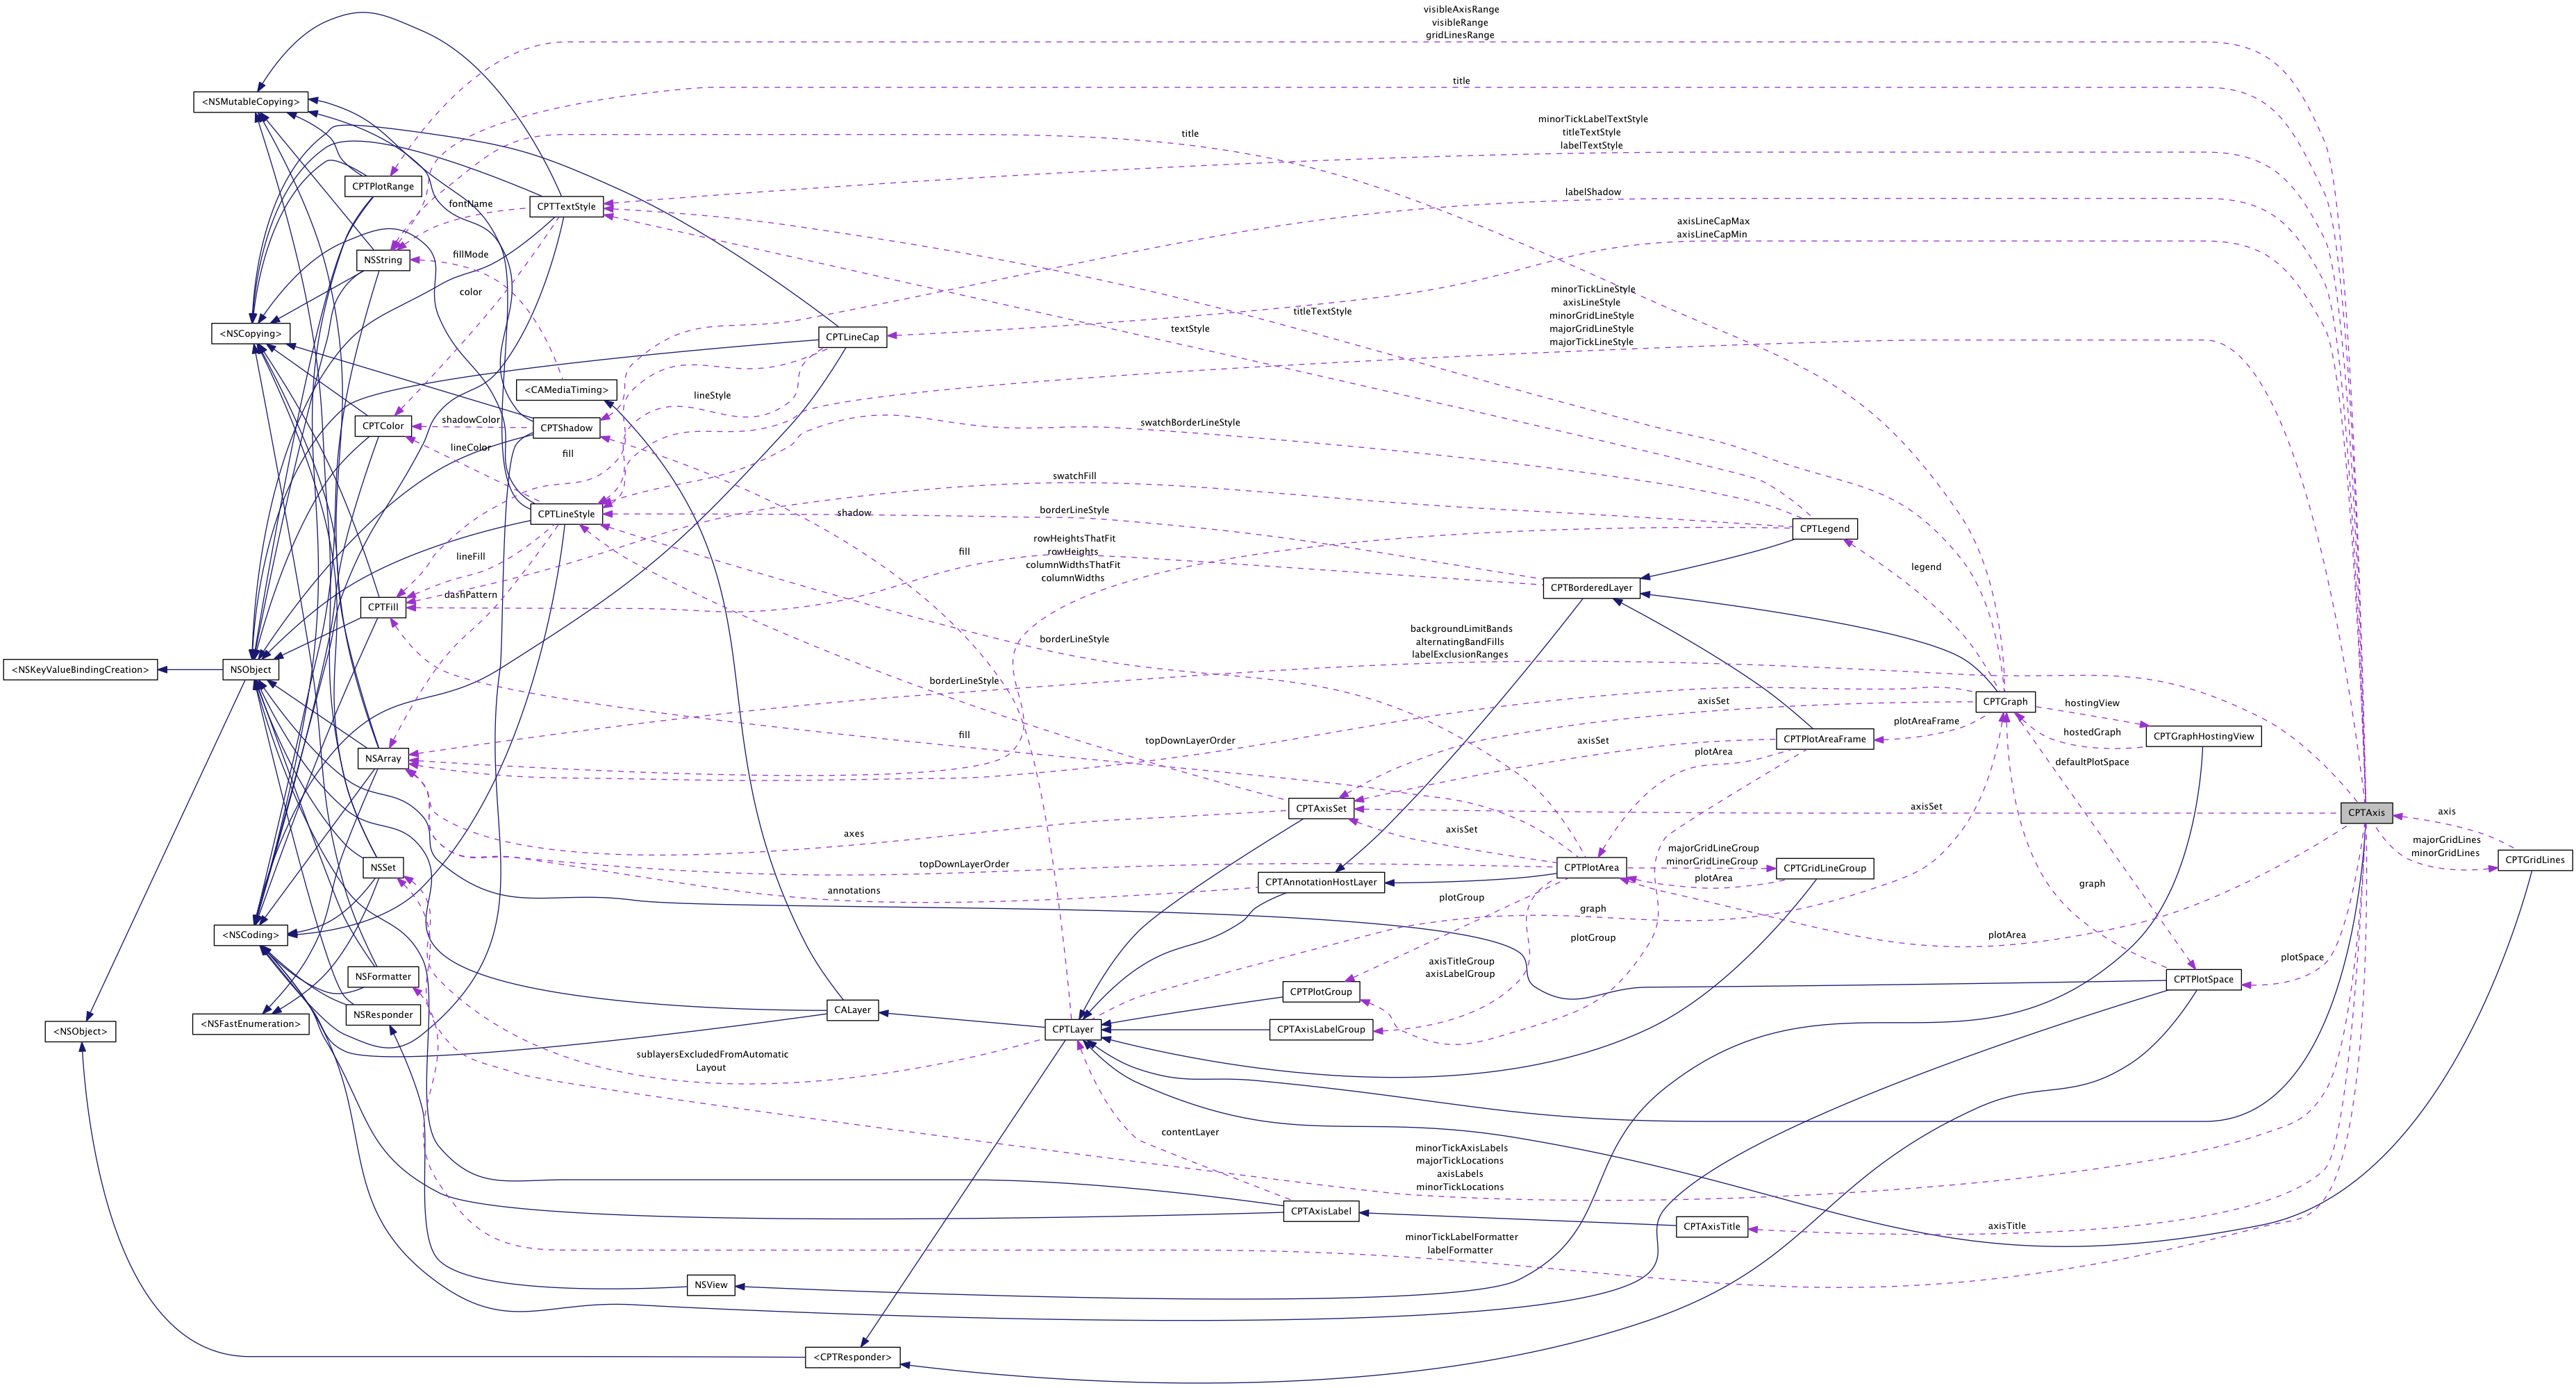 visibleAxisRange
visibleRange
gridLinesRange
title
<NSMutableCopying>
minorTickLabelTextStyle
titleTextStyle
labelTextStyle
title
CPTPlotRange
labelShadow
fontName
CPTTextStyle
axisLineCapMax
axisLineCapMin
fillMode
NSString
color
minorTickLineStyle
axisLineStyle
minorGridLineStyle
majorGridLineStyle
majorTickLineStyle
titleTextStyle
textStyle
<NSCopying>
CPTLineCap
<CAMediaTiming>
lineStyle
shadowColor
CPTColor
CPTShadow
swatchBorderLineStyle
lineColor
fill
swatchFill
CPTLineStyle
shadow
borderLineStyle
CPTLegend
rowHeightsThatFit
rowHeights
columnWidthsThatFit
columnWidths
lineFill
fill
legend
dashPattern
CPTFill
CPTBorderedLayer
borderLineStyle
backgroundLimitBands
alternatingBandFills
labelExclusionRanges
<NSKeyValueBindingCreation>
NSObject
borderLineStyle
axisSet
CPTGraph
hostingView
plotAreaFrame
fill
topDownLayerOrder
axisSet
CPTPlotAreaFrame
hostedGraph
CPTGraphHostingView
plotArea
NSArray
defaultPlotSpace
CPTAxisSet
axisSet
CPTAxis
axis
axes
axisSet
majorGridLines
minorGridLines
majorGridLineGroup
minorGridLineGroup
CPTGridLines
NSSet
topDownLayerOrder
CPTPlotArea
CPTGridLineGroup
annotations
CPTAnnotationHostLayer
plotArea
graph
plotGroup
graph
<NSCoding>
plotGroup
plotArea
plotSpace
NSFormatter
axisTitleGroup
axisLabelGroup
CPTPlotSpace
CPTPlotGroup
<NSObject>
<NSFastEnumeration>
NSResponder
CALayer
CPTLayer
CPTAxisLabelGroup
sublayersExcludedFromAutomatic
Layout
contentLayer
minorTickAxisLabels
majorTickLocations
axisLabels
minorTickLocations
CPTAxisLabel
CPTAxisTitle
axisTitle
minorTickLabelFormatter
labelFormatter
NSView
<CPTResponder>